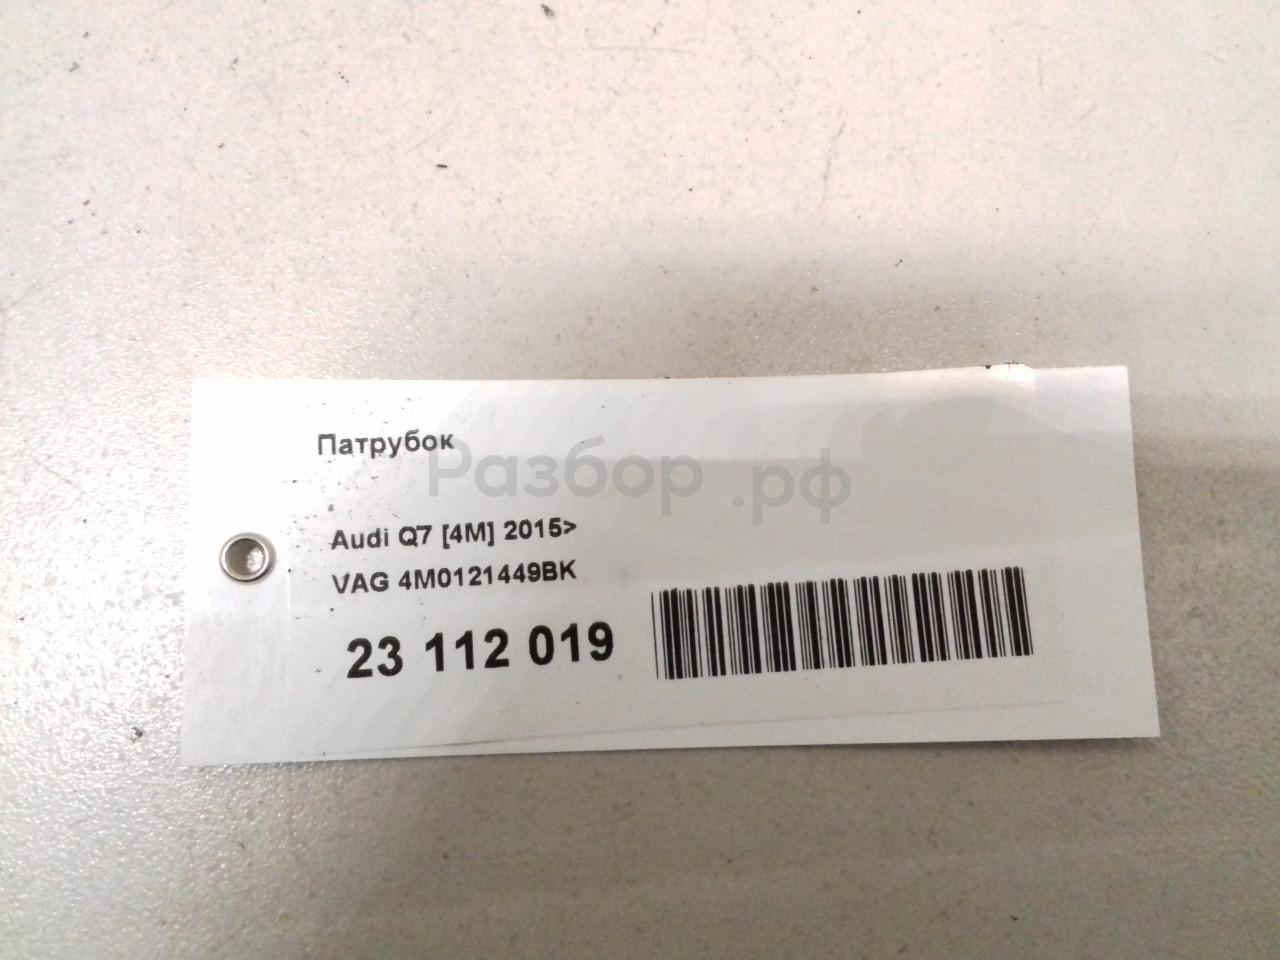 Патрубок
Разбор.рф
Audi Q7 [4M] 2015>
VAG 4M0121449BK
23 112 019